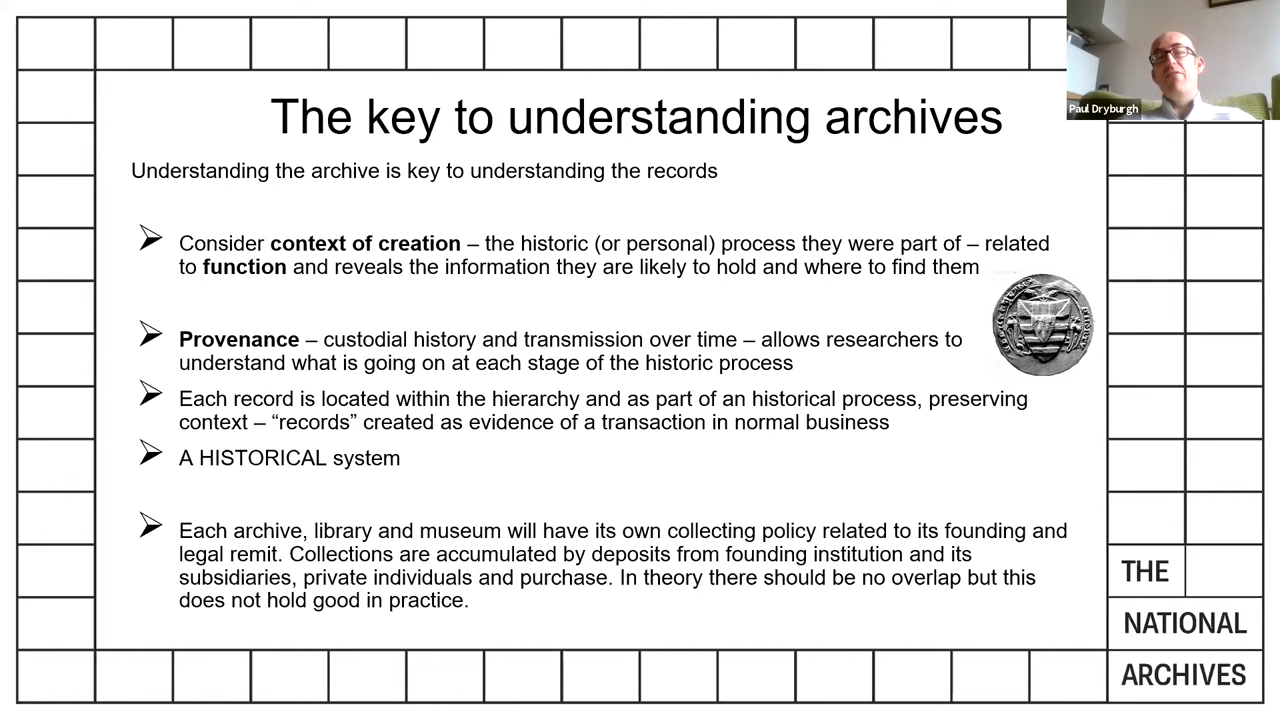 Paul Dryburgh
The key to understanding archives
Understanding the archive is key to understanding the records
Consider context of creation – the historic (or personal) process they were part of – related
to function and reveals the information they are likely to hold and where to find them
Provenance – custodial history and transmission over time – allows researchers to
understand what is going on at each stage of the historic process
Each record is located within the hierarchy and as part of an historical process, preserving
context – “records” created as evidence of a transaction in normal business
A HISTORICAL system
Each archive, library and museum will have its own collecting policy related to its founding and
legal remit. Collections are accumulated by deposits from founding institution and its
subsidiaries, private individuals and purchase. In theory there should be no overlap but this
does not hold good in practice.
THE
NATIONAL
ARCHIVES